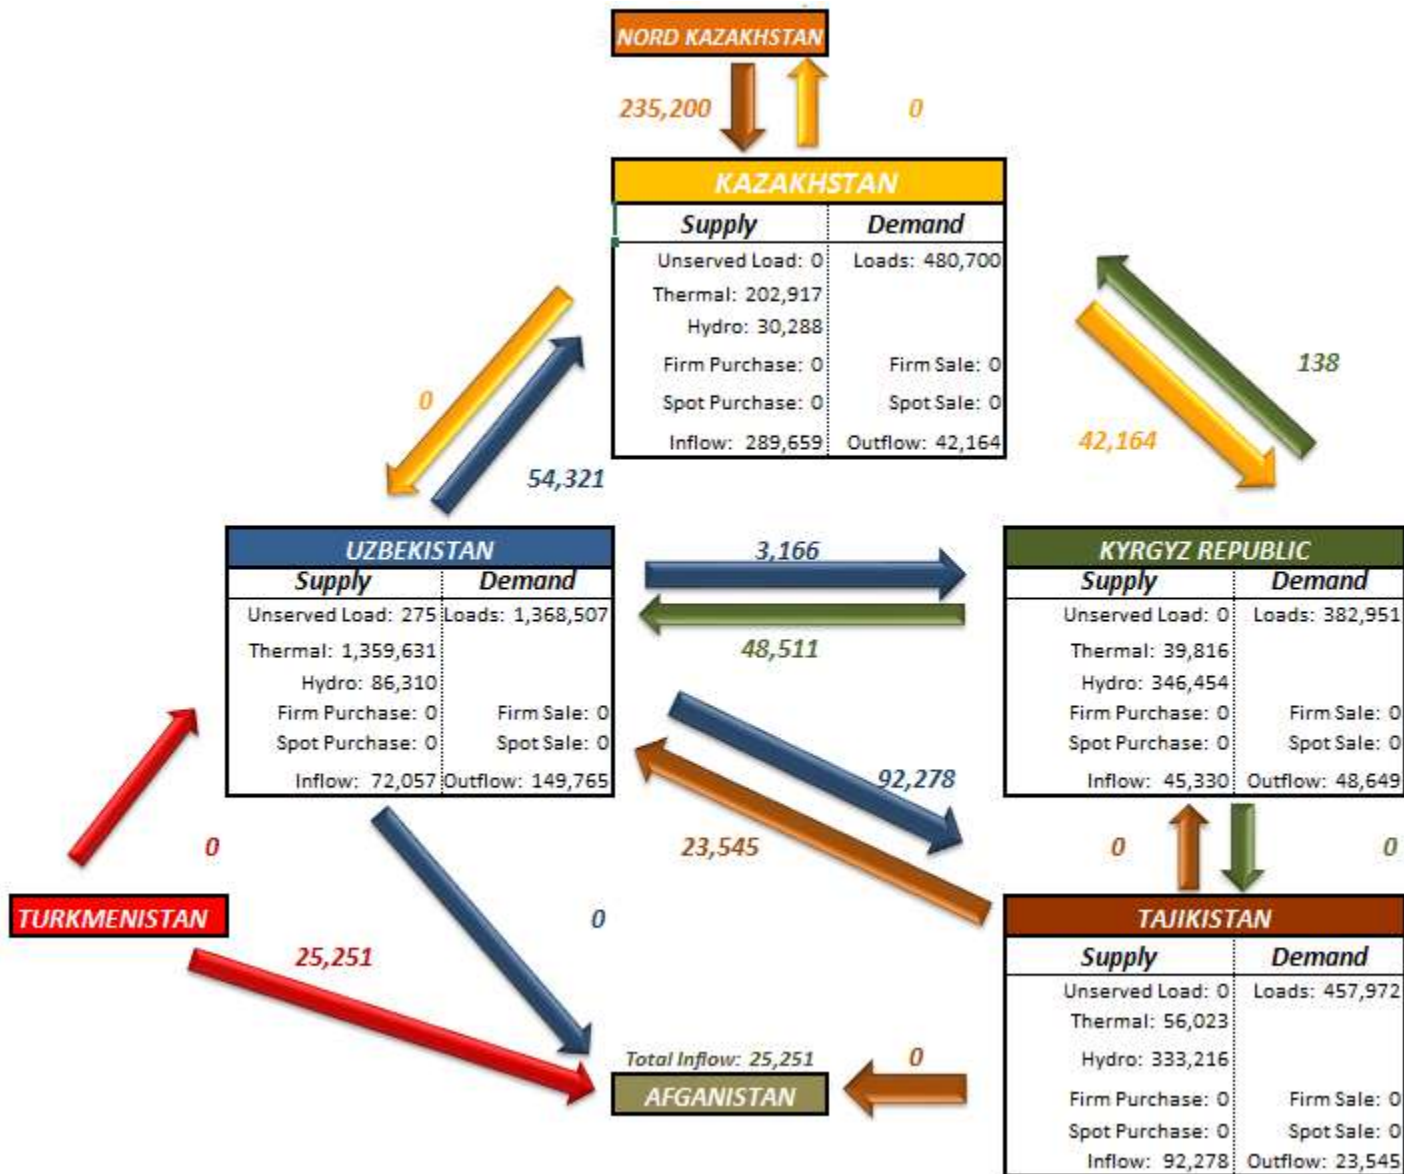 NORD KAZAKHSTAN
235,200
0
KAZAKHSTAN
Supply Demand
Unserved Load: 0 Loads: 480,700
Thermal: 202,917
Hydro: 30,288
Firm Purchase: 0 Firm Sale: 0
Spot Purchase: 0 Spot Sale: 0
Inflow: 289,659 Outflow: 42,164
0
54,321
138
42,164
UZBEKISTAN
Supply Demand
Unserved Load: 275 Loads: 1,368,507
Thermal: 1,359,631
Hydro: 86,310
Firm Purchase: 0 Firm Sale: 0
Spot Purchase: 0 Spot Sale: 0
Inflow: 72,057 Outflow: 149,765
3,166
48,511
KYRGYZ REPUBLIC
Supply Demand
Unserved Load: 0 Loads: 382,951
Thermal: 39,816
Hydro: 346,454
Firm Purchase: 0 Firm Sale: 0
Spot Purchase: 0 Spot Sale: 0
Inflow: 45,330 Outflow: 48,649
92,278
23,545
0
0
0
TURKMENISTAN
25,251
0
TAJIKISTAN
Supply Demand
Unserved Load: 0 Loads: 457,972
Thermal: 56,023
Hydro: 333,216
Firm Purchase: 0 Firm Sale: 0
Spot Purchase: 0 Spot Sale: 0
Inflow: 92,278 Outflow: 23,545
Total Inflow: 25,251
0
AFGANISTAN